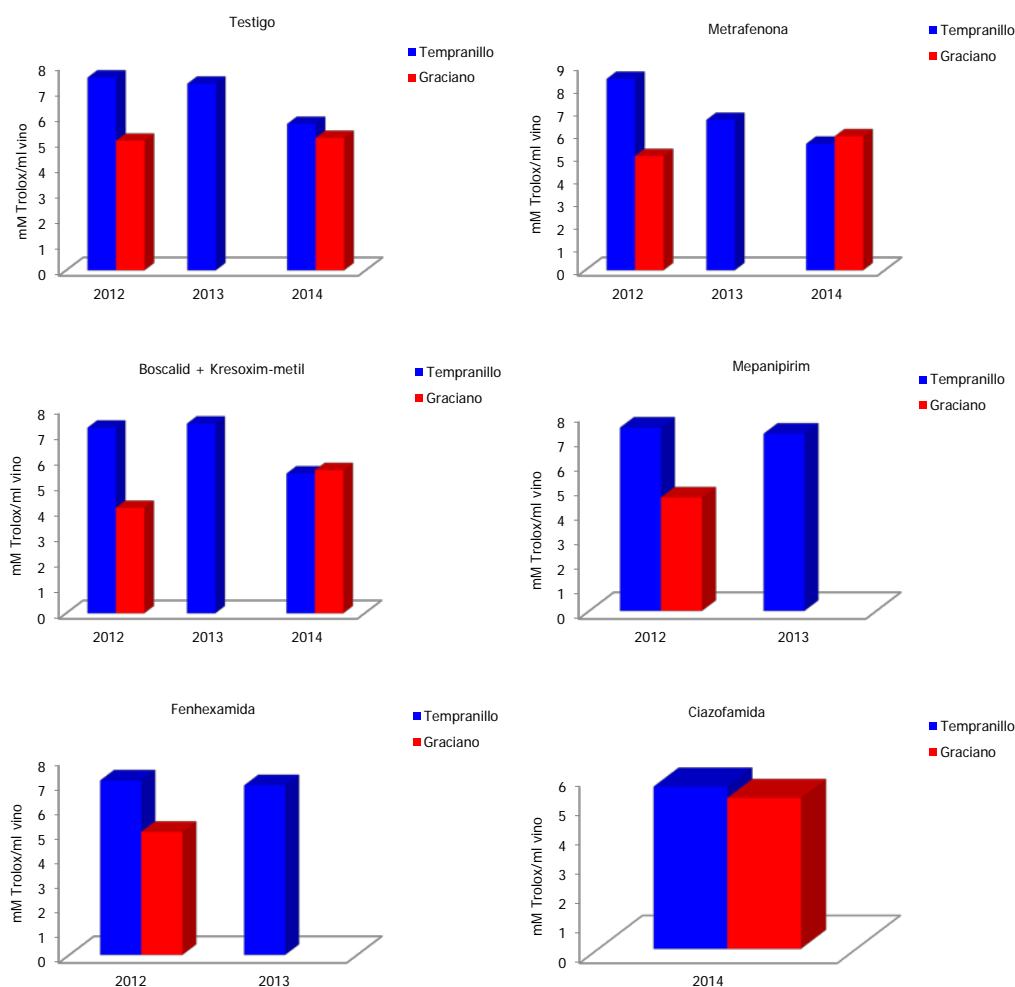 Testigo
Tempranillo
Graciano
mM Trolox/ml vino
8
7
6
5
4
3
2
1
0
2012 2013 2014
Metrafenona
Tempranillo
Graciano
mM Trolox/ml vino
9
8
7
6
5
4
3
2
1
0
2012 2013 2014
Boscalid + Kresoxim-metil
Tempranillo
Graciano
mM Trolox/ml vino
8
7
6
5
4
3
2
1
0
2012 2013 2014
Mepanipirim
Tempranillo
Graciano
mM Trolox/ml vino
8
7
6
5
4
3
2
1
0
2012 2013
Fenhexamida
Tempranillo
Graciano
mM Trolox/ml vino
8
7
6
5
4
3
2
1
0
2012 2013
Ciazofamida
Tempranillo
Graciano
mM Trolox/ml vino
6
5
4
3
2
1
0
2014